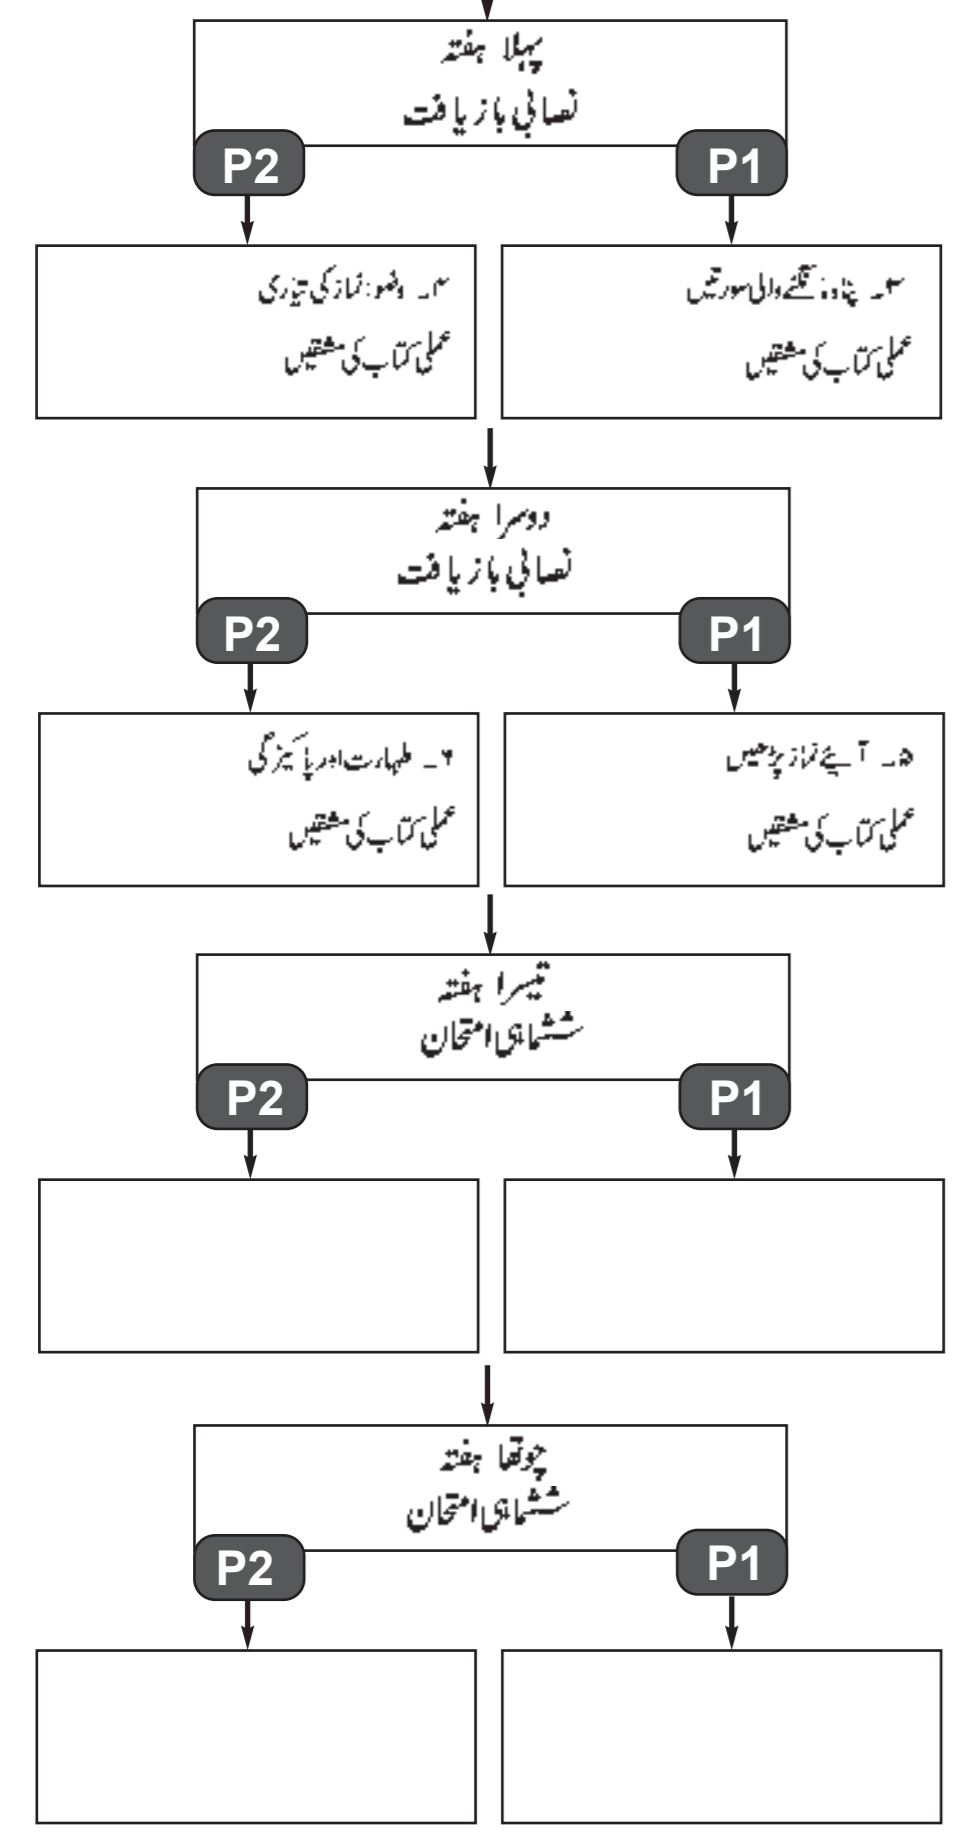 پہلا ہفتہ
نصابی بازیافت
P1
P2
۳۔ پناہ مانگنے والی سورتیں
عملی کتاب کی مشقیں
۴۔ وضو: نماز کی تیاری
عملی کتاب کی مشقیں
دوسرا ہفتہ
نصابی بازیافت
P1
P2
۵۔ آیئے نماز پڑھیں
عملی کتاب کی مشقیں
۶۔ طہارت اور پاکیزگی
عملی کتاب کی مشقیں
تیسرا ہفتہ
ششماہی امتحان
P1
P2
چوتھا ہفتہ
ششماہی امتحان
P1
P2